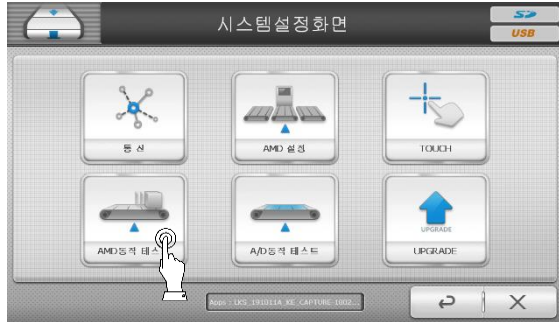 시스템설정화면
SD
USB
통 신
AMD 설정
TOUCH
AMD동작 테스
A/D동작 테스트
UPGRADE
UPGRADE